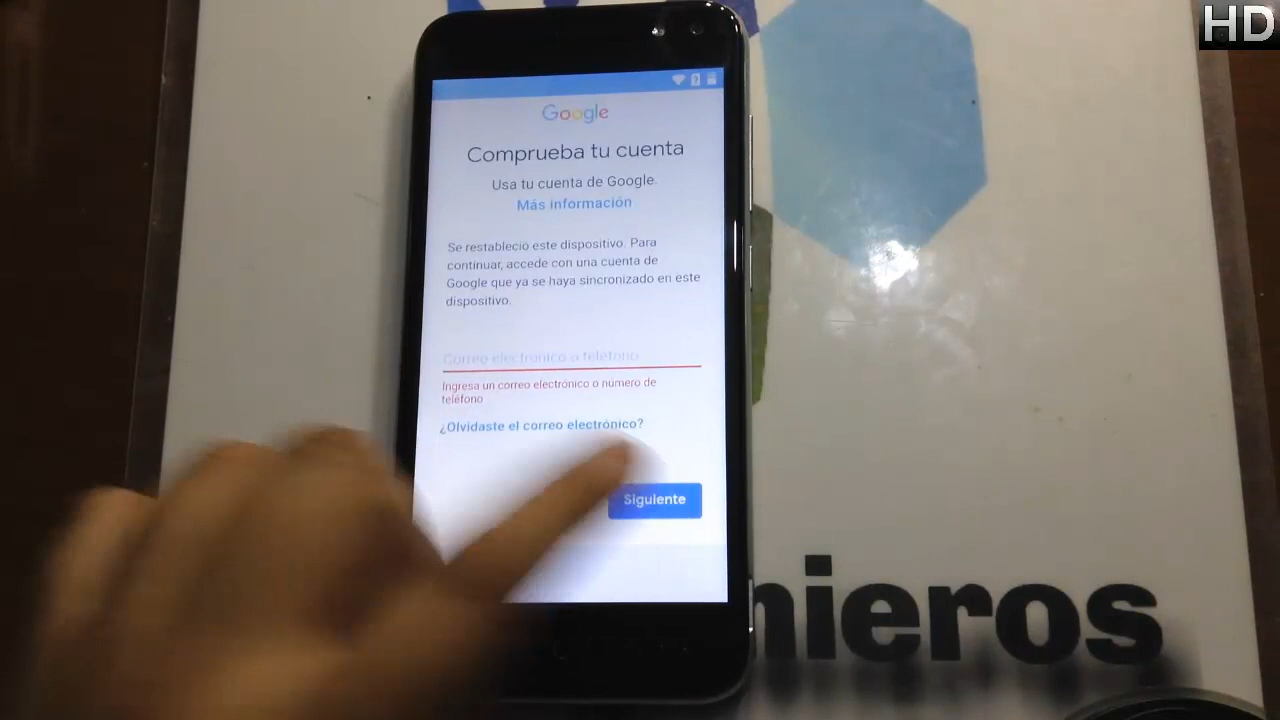 HD
Google
Comprueba tu cuenta
Usa tu cuenta de Google.
Más información
Se restableció este dispositivo. Para
continuar, accede con una cuenta de
Google que ya se haya sincronizado en este
dispositivo.
Correo electrónico o teléfono
Ingresa un correo electrónico o número de
teléfono
¿Olvidaste el correo electrónico?
Siguiente
nieros